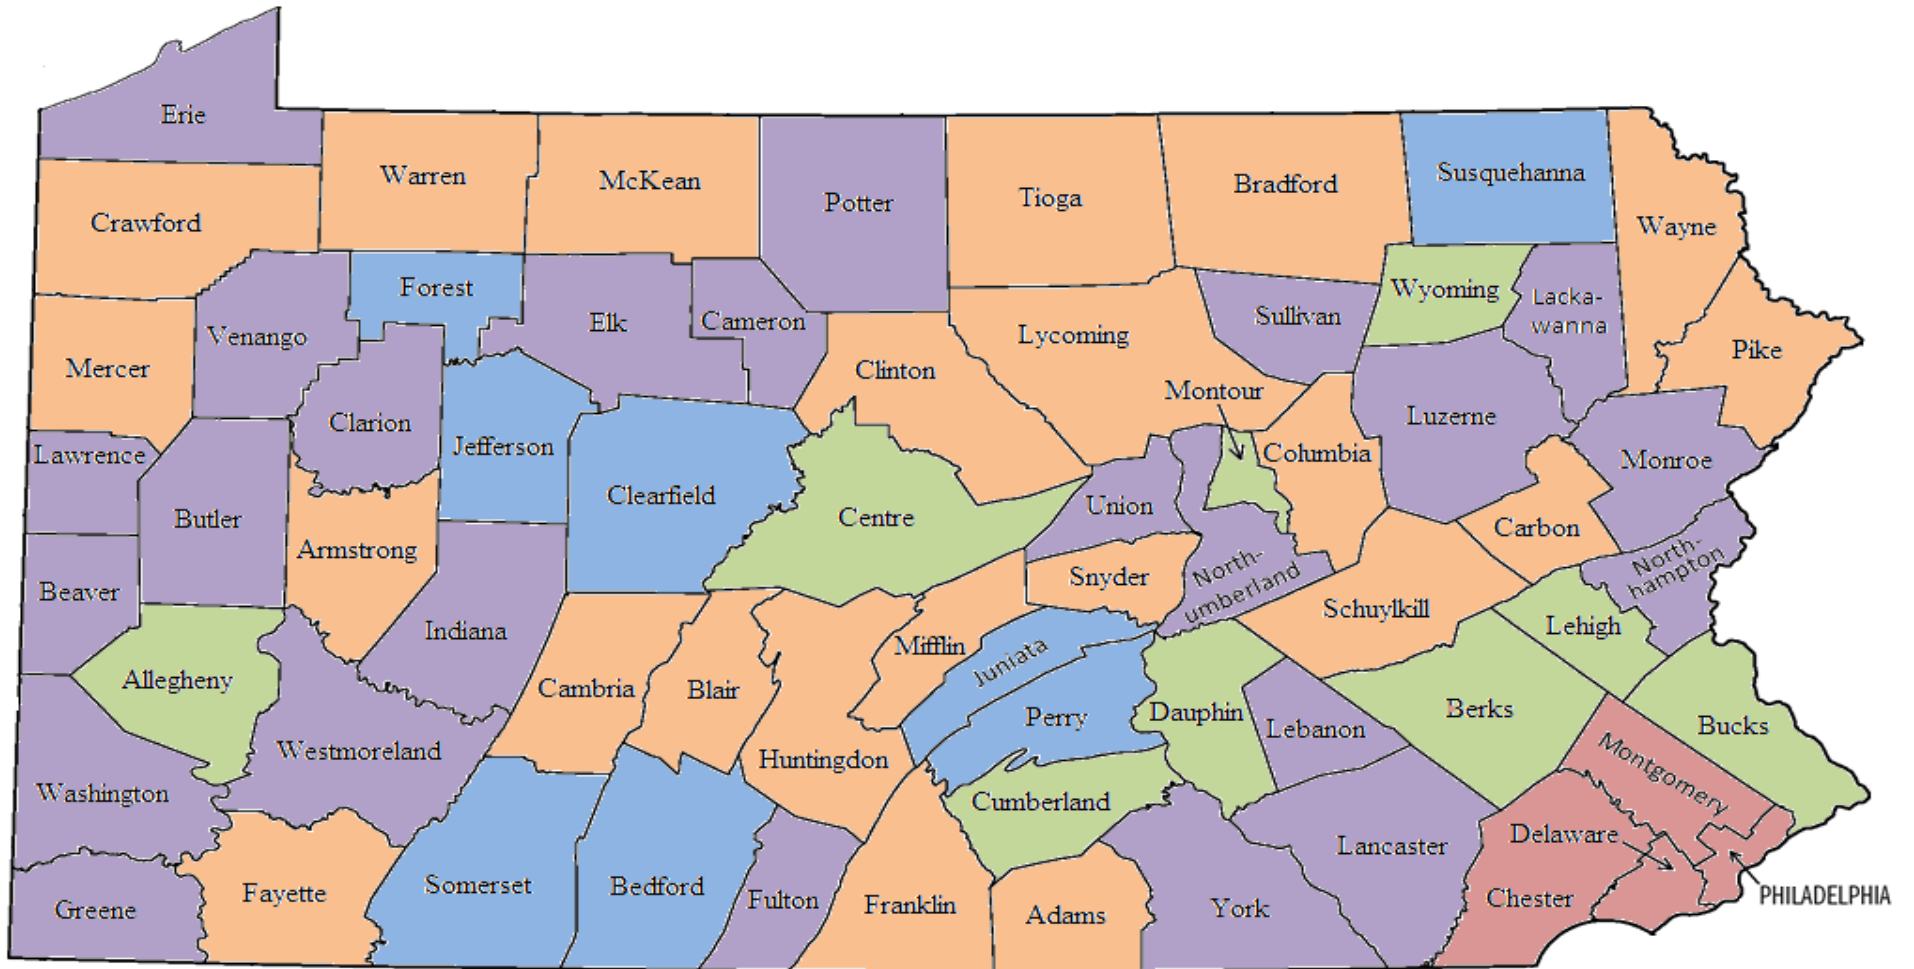 Erie
Warren
McKean
Potter
Tioga
Bradford
Susquehanna
Wayne
Crawford
Forest
Elk
Cameron
Venango
Clinton
Lycoming
Sullivan
Wyoming
Lacka-
wanna
Pike
Mercer
Clarion
Jefferson
Clearfield
Centre
Montour
Columbia
Luzerne
Monroe
Lawrence
Butler
Armstrong
Union
Carbon
Beaver
Indiana
Snyder
North-
umberland
Schuylkill
North-
hampton
Lehigh
Allegheny
Westmoreland
Cambria
Blair
Mifflin
Juniata
Perry
Dauphin
Lebanon
Berks
Bucks
Washington
Huntingdon
Cumberland
Montgomery
Greene
Fayette
Somerset
Bedford
Fulton
Franklin
Adams
York
Lancaster
Delaware
Chester
PHILADELPHIA